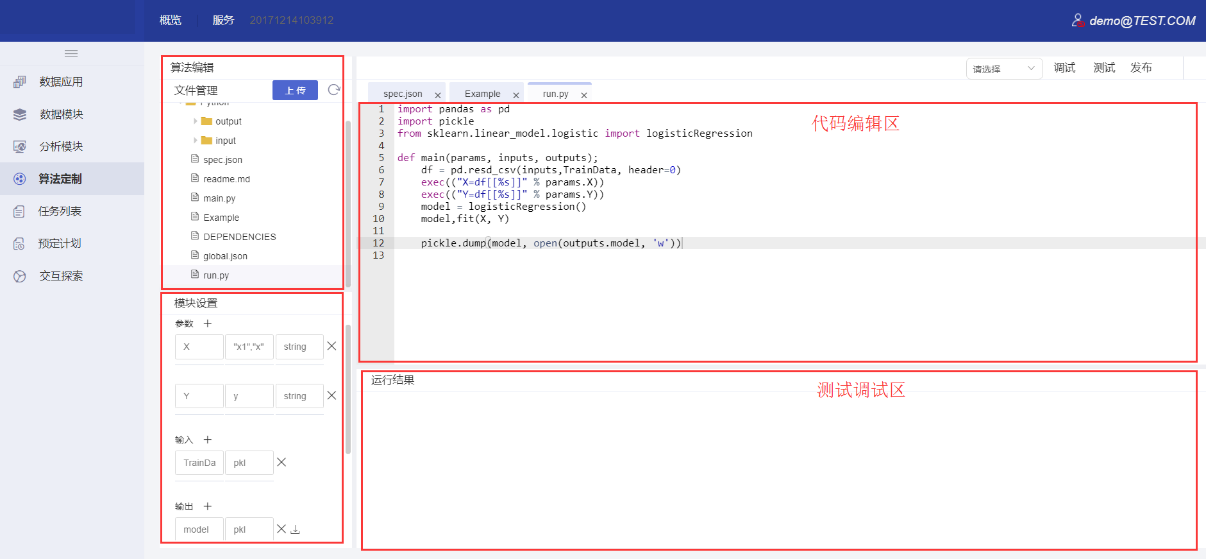 概览 服务 20171214103912 demo@TEST.COM
数据应用
数据模块
分析模块
算法定制
任务列表
预定计划
交互探索
算法编辑
文件管理 上传
Python
output
input
spec.json
readme.md
main.py
Example
DEPENDENCIES
global.json
run.py
模块设置
参数 +
X "x1","x" string
Y y string
输入 +
TrainDa pkl
输出 +
model pkl
请选择 调试 测试 发布
spec.json × Example × run.py ×
代码编辑区
1 import pandas as pd
2 import pickle
3 from sklearn.linear_model.logistic import logisticRegression
4
5 def main(params, inputs, outputs);
6 df = pd.resd_csv(inputs,TrainData, header=0)
7 exec(("X=df[[%s]]" % params.X))
8 exec(("Y=df[[%s]]" % params.Y))
9 model = logisticRegression()
10 model,fit(X, Y)
11
12 pickle.dump(model, open(outputs.model, 'w'))
13
运行结果
测试调试区